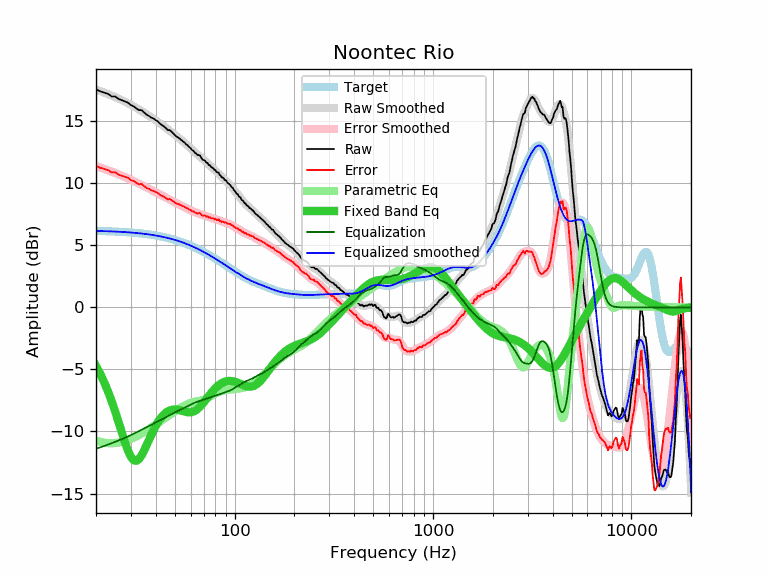 Noontec Rio
Target
Raw Smoothed
Error Smoothed
Raw
Error
Parametric Eq
Fixed Band Eq
Equalization
Equalized smoothed
15
10
5
0
−5
−10
−15
Amplitude (dBr)
100 1000 10000
Frequency (Hz)